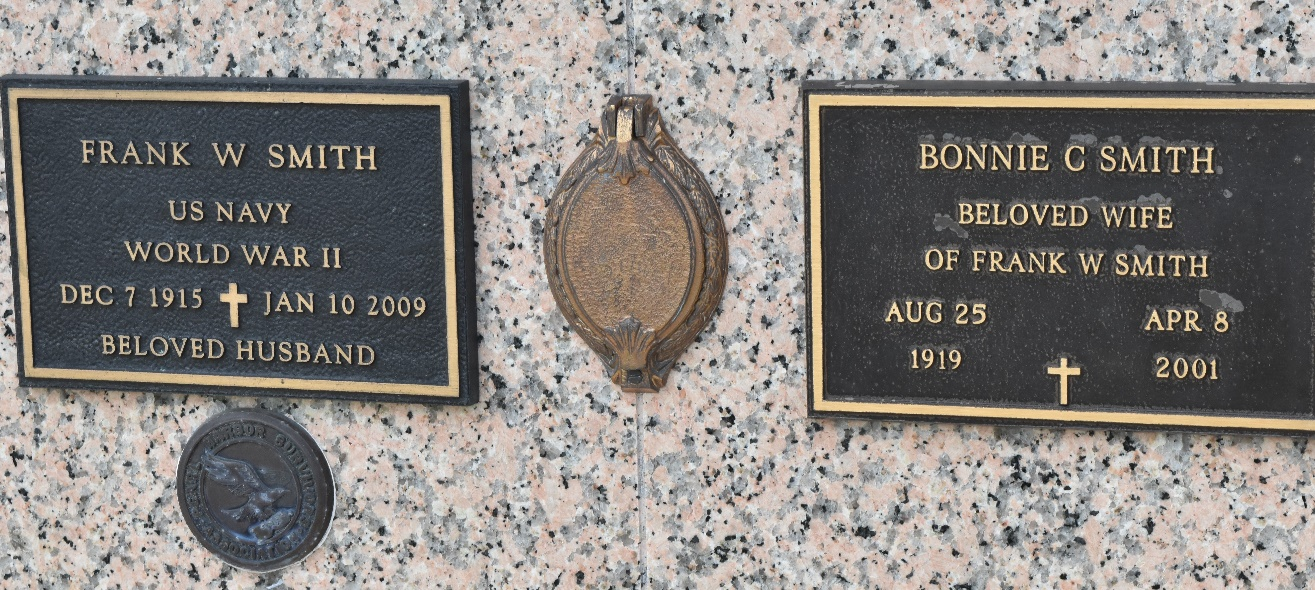 FRANK W SMITH
US NAVY
WORLD WAR II
DEC 7 1915 JAN 10 2009
BELOVED HUSBAND
BONNIE C SMITH
BELOVED WIFE
OF FRANK W SMITH
AUG 25 APR 8
1919 2001